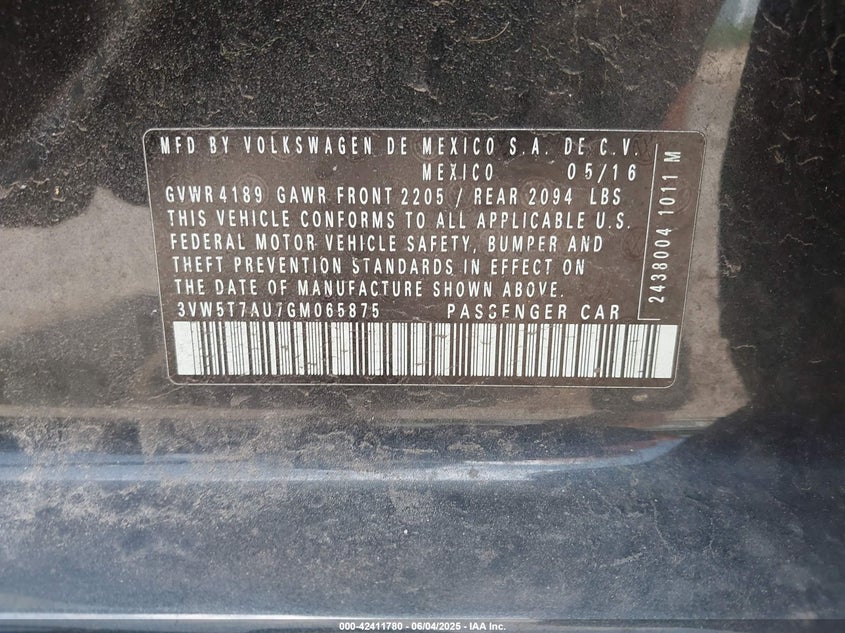 MFD BY VOLKSWAGEN DE MEXICO S.A. DE C.V.
MEXICO 05/16
GVWR 4189 GAWR FRONT 2205 / REAR 2094 LBS
THIS VEHICLE CONFORMS TO ALL APPLICABLE U.S.
FEDERAL MOTOR VEHICLE SAFETY, BUMPER AND
THEFT PREVENTION STANDARDS IN EFFECT ON
THE DATE OF MANUFACTURE SHOWN ABOVE.
3VW5T7AU7GM065875 PASSENGER CAR
2438004 1011 M
000-42411780 - 06/04/2025 - IAA Inc.